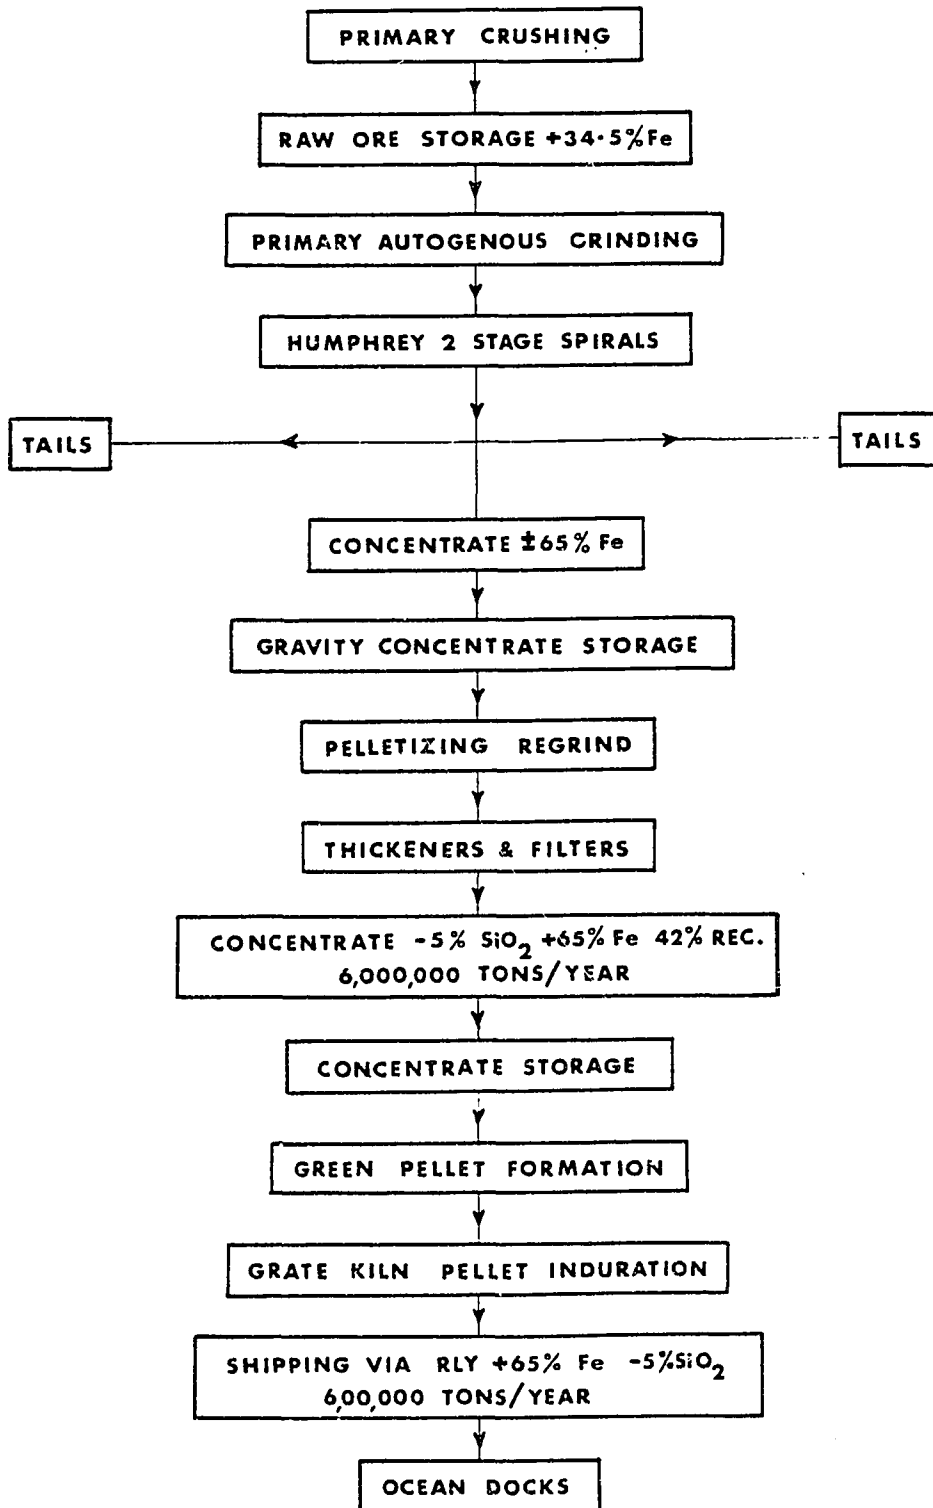 PRIMARY CRUSHING
RAW ORE STORAGE +34.5%Fe
PRIMARY AUTOGENOUS GRINDING
HUMPHREY 2 STAGE SPIRALS
TAILS
TAILS
CONCENTRATE ±65% Fe
GRAVITY CONCENTRATE STORAGE
PELLETIZING REGRIND
THICKENERS & FILTERS
CONCENTRATE -5% SiO₂ +65% Fe 42% REC.
6,000,000 TONS/YEAR
CONCENTRATE STORAGE
GREEN PELLET FORMATION
GRATE KILN PELLET INDURATION
SHIPPING VIA RLY +65% Fe -5%SiO₂
6,00,000 TONS/YEAR
OCEAN DOCKS